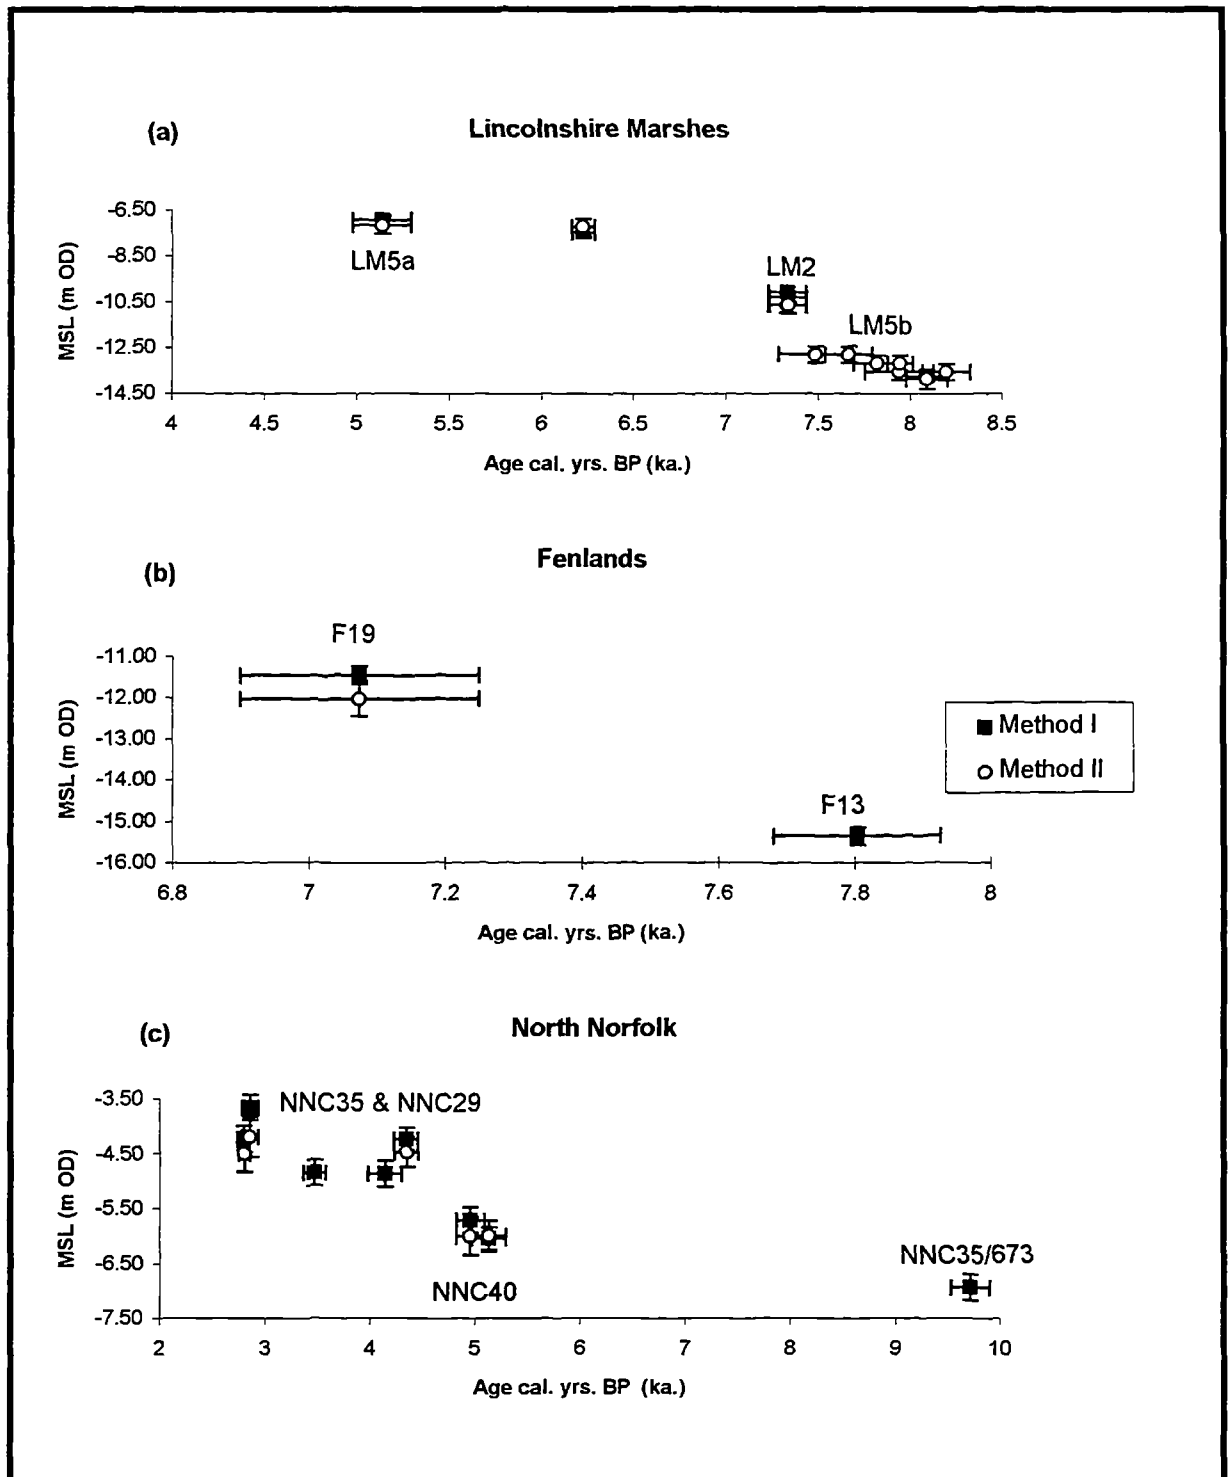 (a)
Lincolnshire Marshes
-6.50
-8.50
-10.50
-12.50
-14.50
MSL (m OD)
LM5a
LM2
LM5b
4 4.5 5 5.5 6 6.5 7 7.5 8 8.5
Age cal. yrs. BP (ka.)
(b)
Fenlands
-11.00
-12.00
-13.00
-14.00
-15.00
-16.00
MSL (m OD)
F19
F13
Method I
Method II
6.8 7 7.2 7.4 7.6 7.8 8
Age cal. yrs. BP (ka.)
(c)
North Norfolk
-3.50
-4.50
-5.50
-6.50
-7.50
MSL (m OD)
NNC35 & NNC29
NNC40
NNC35/673
2 3 4 5 6 7 8 9 10
Age cal. yrs. BP (ka.)